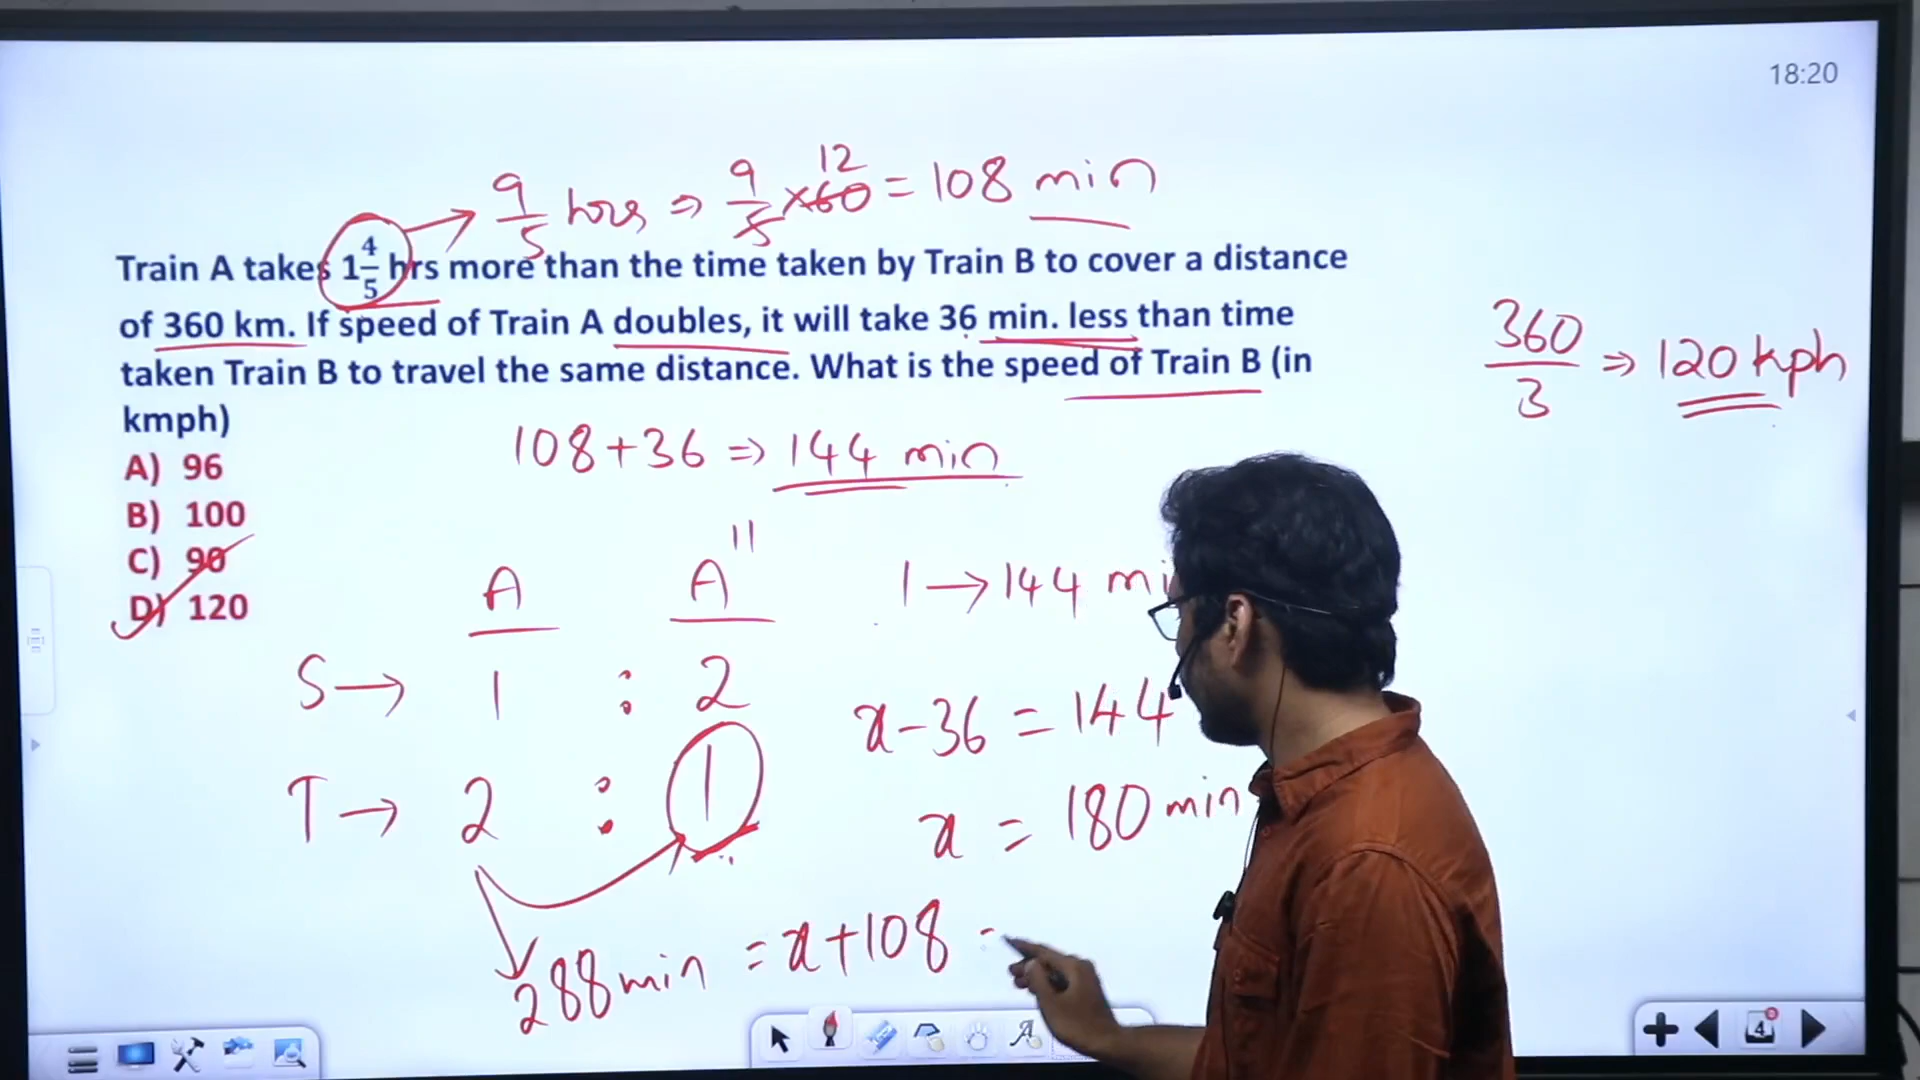 18:20
9/5 hrs ⇒ 9/5 × 60 12 = 108 min
Train A takes 1 4/5 hrs more than the time taken by Train B to cover a distance
of 360 km. If speed of Train A doubles, it will take 36 min. less than time
taken Train B to travel the same distance. What is the speed of Train B (in
kmph)
360/3 ⇒ 120 kph
108+36 ⇒ 144 min
A) 96
B) 100
C) 90
D) 120
A A"
S → 1 : 2
T → 2 : 1
1 → 144 mi
x - 36 = 144
x = 180 min
288 min = x + 108 -
4